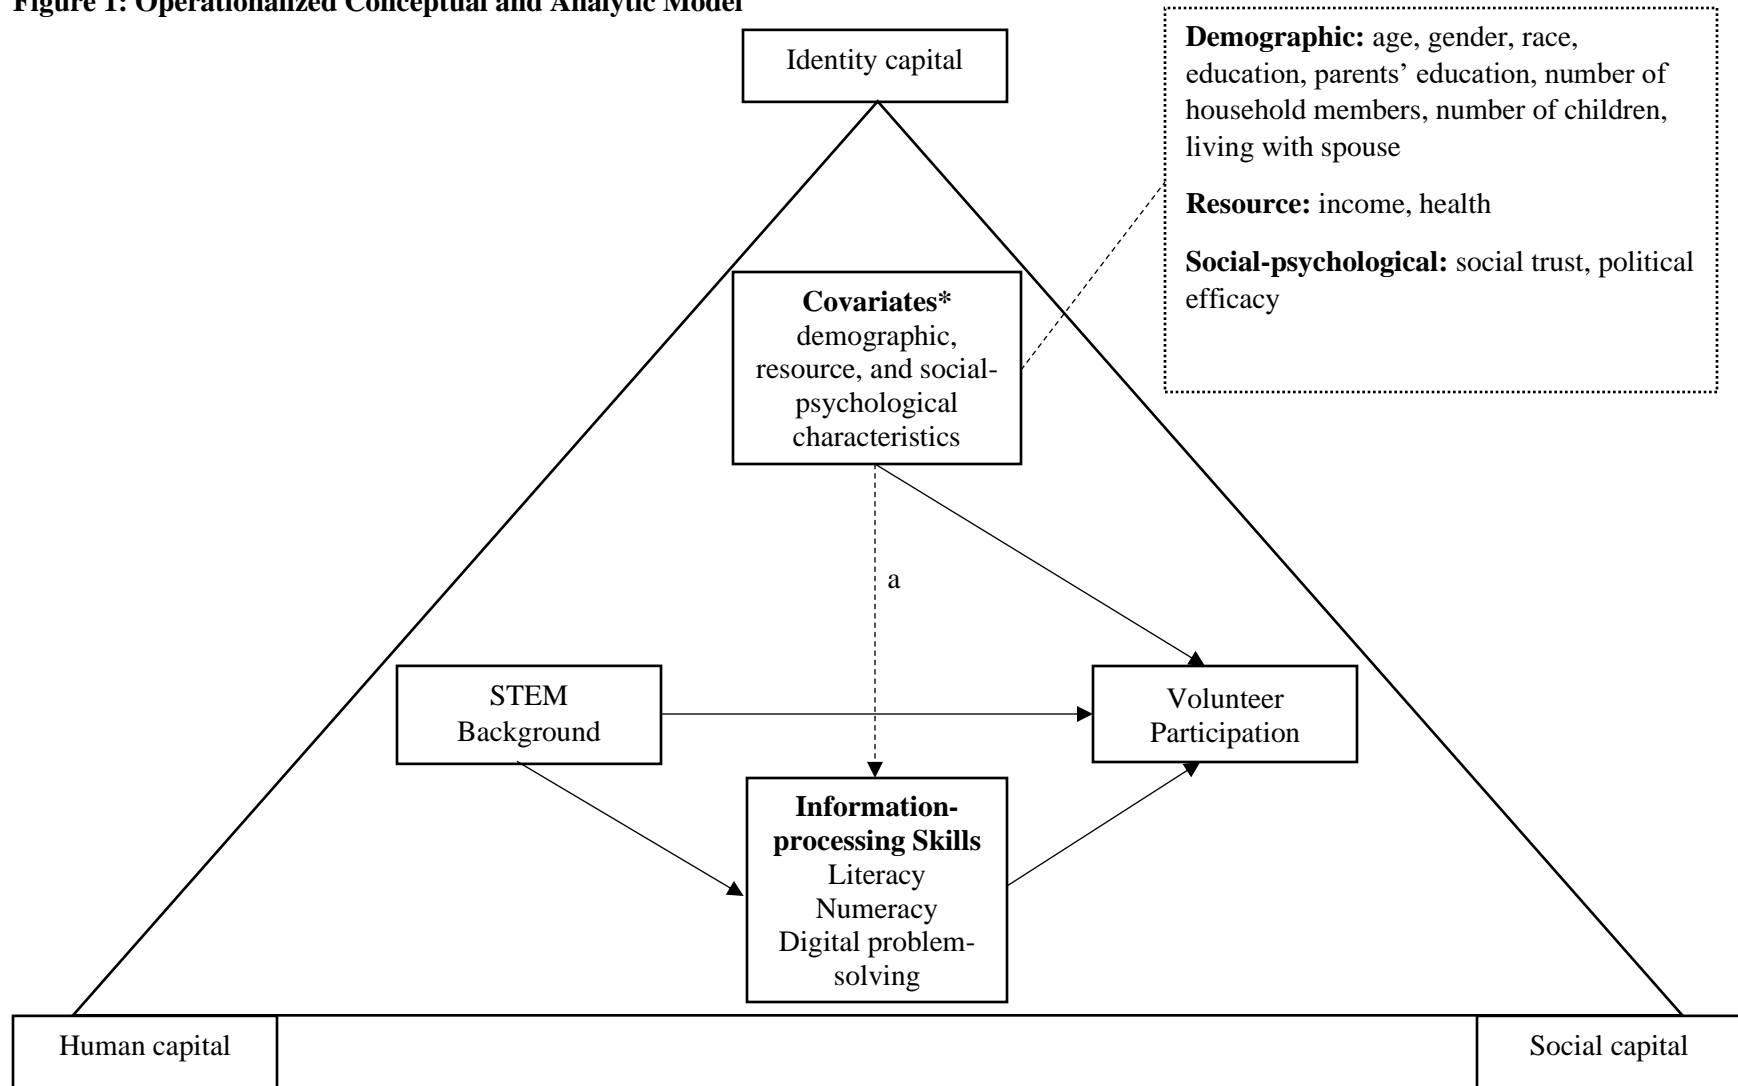 Figure 1: Operationalized Conceptual and Analytic Model
Identity capital
Demographic: age, gender, race,
education, parents’ education, number of
household members, number of children,
living with spouse
Resource: income, health
Social-psychological: social trust, political
efficacy
Covariates*
demographic,
resource, and social-
psychological
characteristics
a
STEM
Background
Volunteer
Participation
Information-
processing Skills
Literacy
Numeracy
Digital problem-
solving
Human capital
Social capital